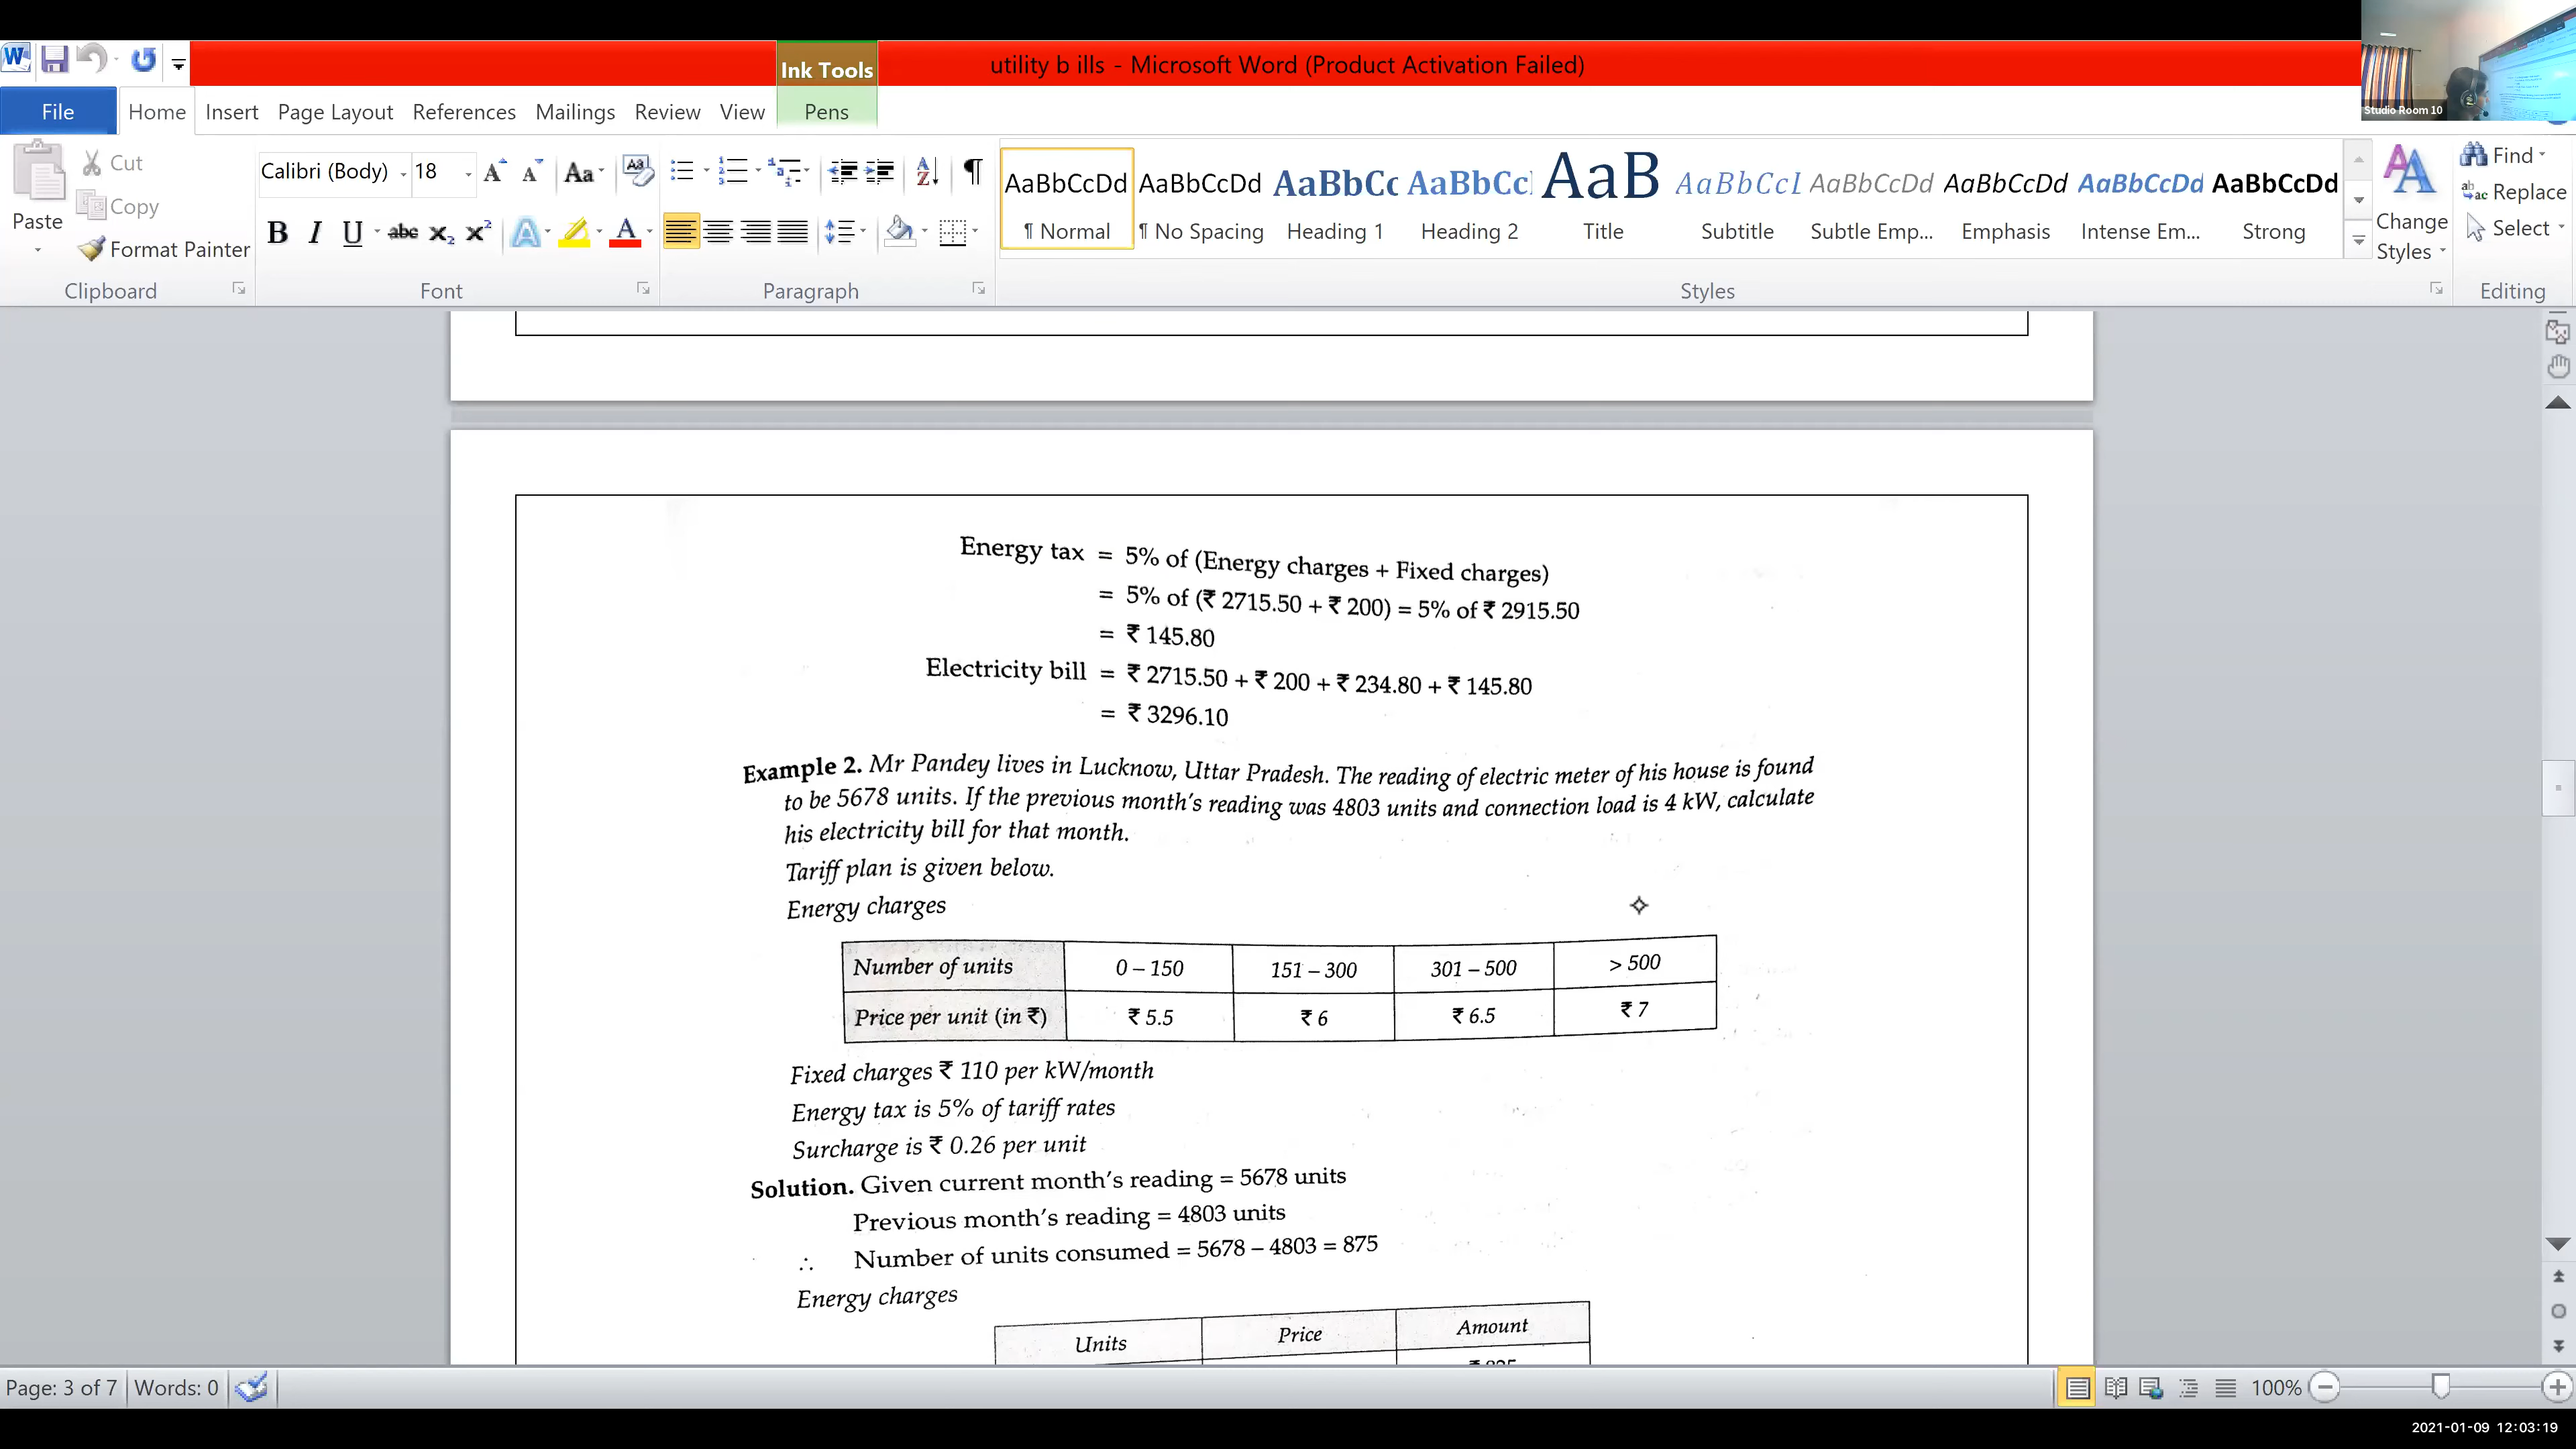 Ink Tools
utility b ills - Microsoft Word (Product Activation Failed)
Studio Room 10
File Home Insert Page Layout References Mailings Review View Pens
Paste
Cut
Copy
Format Painter
Clipboard
Calibri (Body) 18
Font
Paragraph
AaBbCcDd AaBbCcDd AaBbCc AaBbCc AaB AaBbCcI AaBbCcDd AaBbCcDd AaBbCcDd AaBbCcDd
¶ Normal ¶ No Spacing Heading 1 Heading 2 Title Subtitle Subtle Emp... Emphasis Intense Em... Strong
Styles
Change
Styles
Find
Replace
Select
Editing
Energy tax = 5% of (Energy charges + Fixed charges)
= 5% of (₹ 2715.50 + ₹ 200) = 5% of ₹ 2915.50
= ₹ 145.80
Electricity bill = ₹ 2715.50 + ₹ 200 + ₹ 234.80 + ₹ 145.80
= ₹ 3296.10
Example 2. Mr Pandey lives in Lucknow, Uttar Pradesh. The reading of electric meter of his house is found
to be 5678 units. If the previous month's reading was 4803 units and connection load is 4 kW, calculate
his electricity bill for that month.
Tariff plan is given below.
Energy charges
Number of units 0 – 150 151 – 300 301 – 500 > 500
Price per unit (in ₹) ₹ 5.5 ₹ 6 ₹ 6.5 ₹ 7
Fixed charges ₹ 110 per kW/month
Energy tax is 5% of tariff rates
Surcharge is ₹ 0.26 per unit
Solution. Given current month's reading = 5678 units
Previous month's reading = 4803 units
∴ Number of units consumed = 5678 – 4803 = 875
Energy charges
Units Price Amount
Page: 3 of 7 Words: 0
100%
2021-01-09 12:03:19